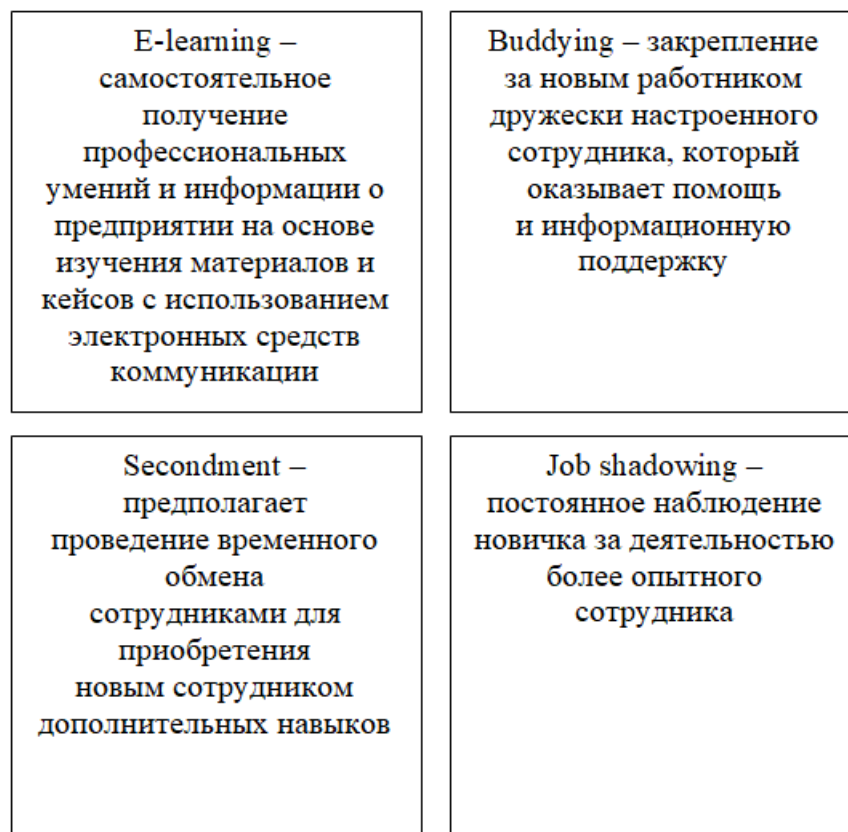 E-learning –
самостоятельное
получение
профессиональных
умений и информации о
предприятии на основе
изучения материалов и
кейсов с использованием
электронных средств
коммуникации
Buddying – закрепление
за новым работником
дружески настроенного
сотрудника, который
оказывает помощь
и информационную
поддержку
Secondment –
предполагает
проведение временного
обмена
сотрудниками для
приобретения
новым сотрудником
дополнительных навыков
Job shadowing –
постоянное наблюдение
новичка за деятельностью
более опытного
сотрудника